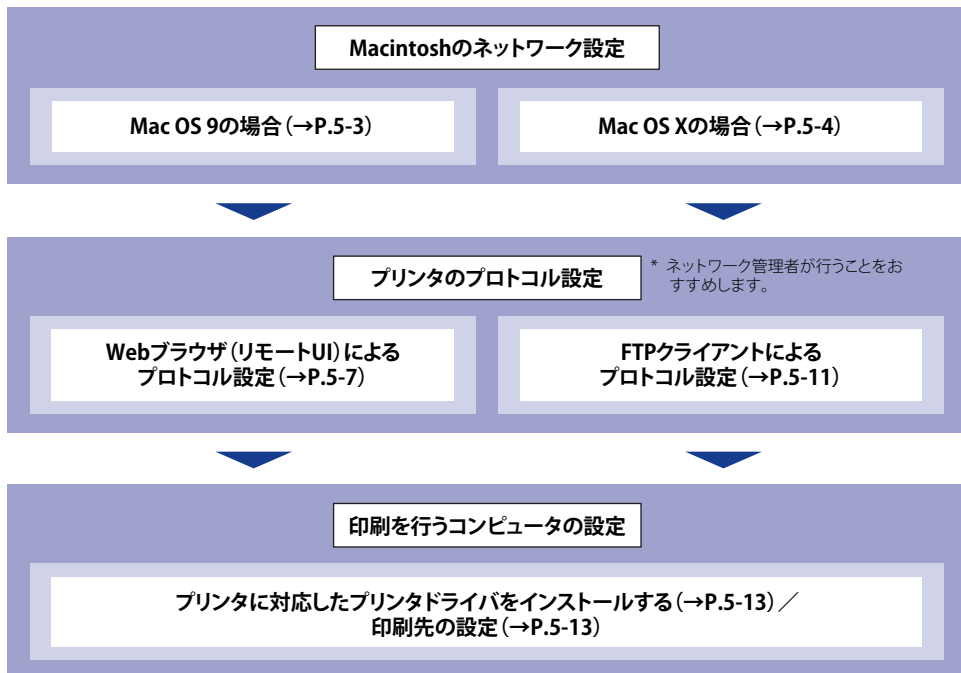 Macintoshのネットワーク設定
Mac OS 9の場合（→P.5-3）
Mac OS Xの場合（→P.5-4）
プリンタのプロトコル設定
* ネットワーク管理者が行うことをお
すすめします。
Webブラウザ（リモートUI）による
プロトコル設定（→P.5-7）
FTPクライアントによる
プロトコル設定（→P.5-11）
印刷を行うコンピュータの設定
プリンタに対応したプリンタドライバをインストールする（→P.5-13）／
印刷先の設定（→P.5-13）